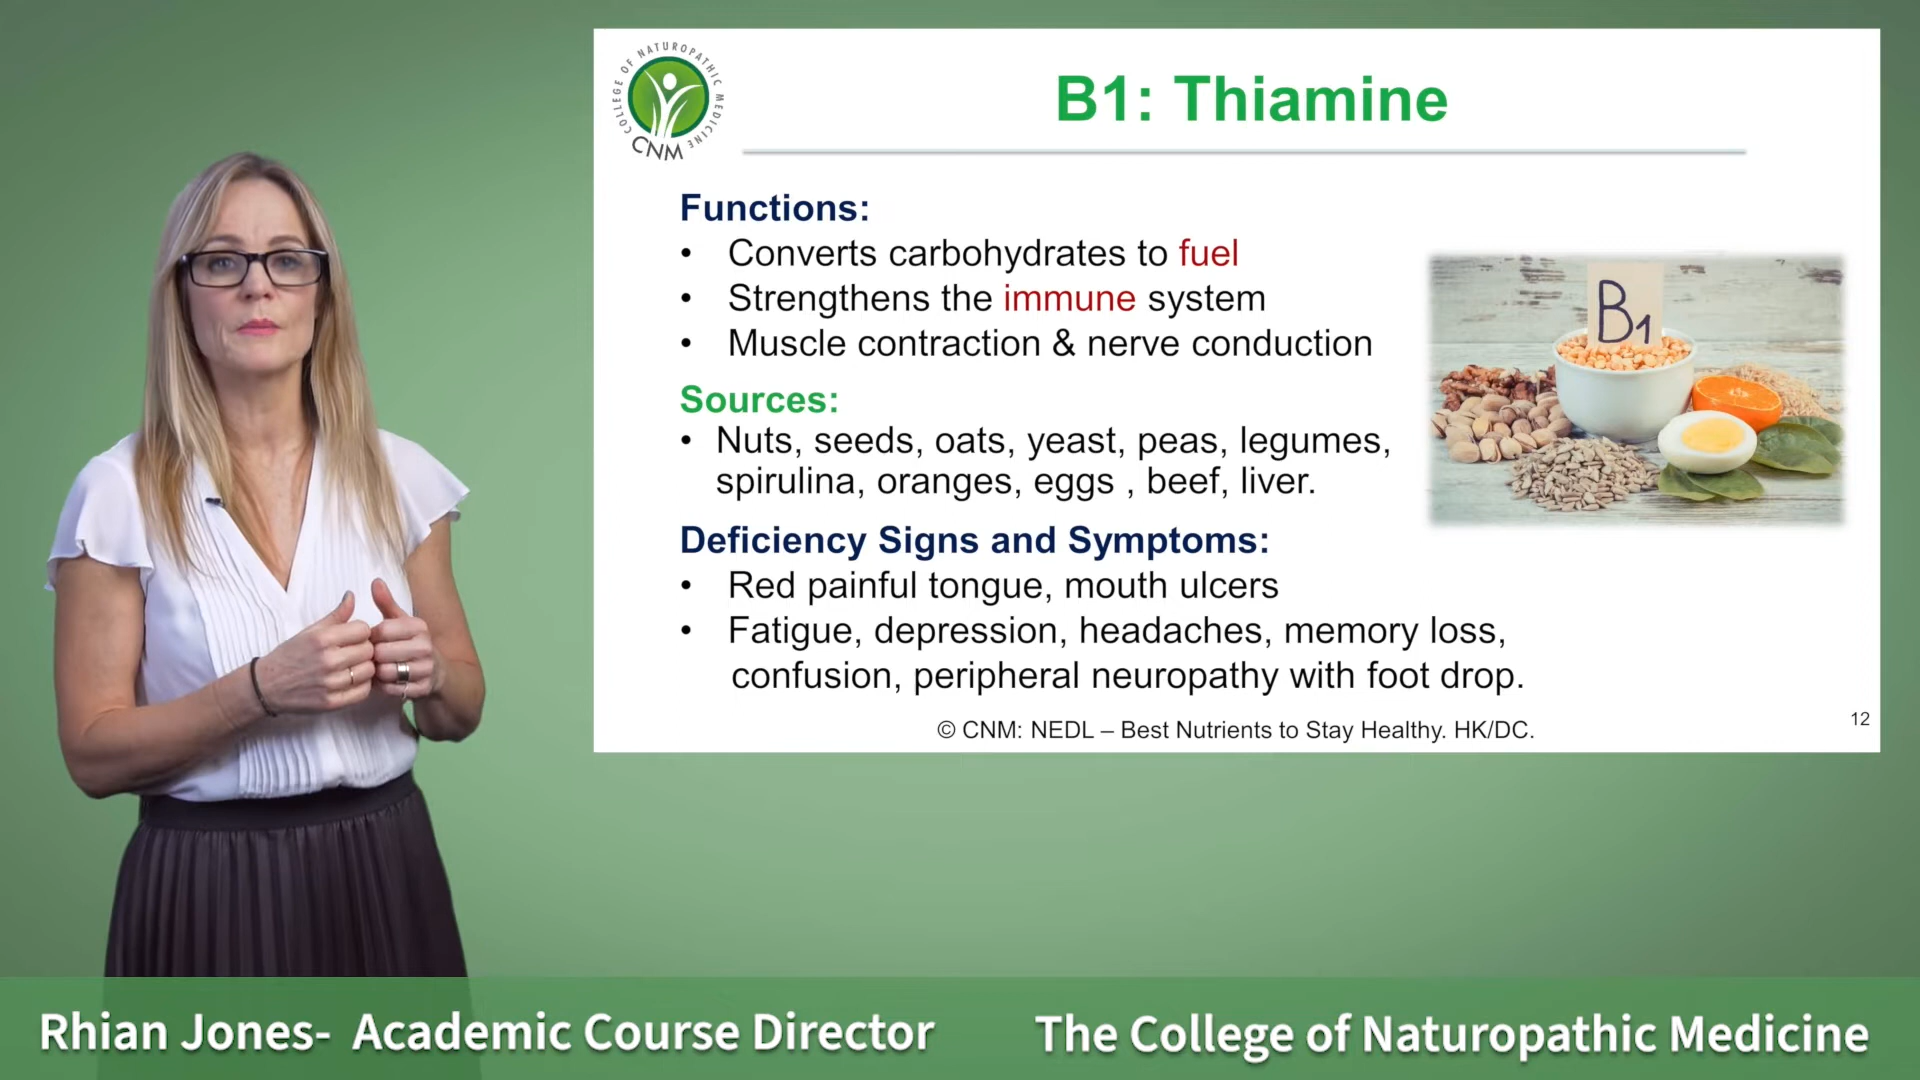 COLLEGE OF NATUROPATHIC MEDICINE
CNM
B1: Thiamine
Functions:
• Converts carbohydrates to fuel
• Strengthens the immune system
• Muscle contraction & nerve conduction
B1
Sources:
• Nuts, seeds, oats, yeast, peas, legumes,
spirulina, oranges, eggs , beef, liver.
Deficiency Signs and Symptoms:
• Red painful tongue, mouth ulcers
• Fatigue, depression, headaches, memory loss,
confusion, peripheral neuropathy with foot drop.
© CNM: NEDL – Best Nutrients to Stay Healthy. HK/DC.
12
Rhian Jones- Academic Course Director
The College of Naturopathic Medicine